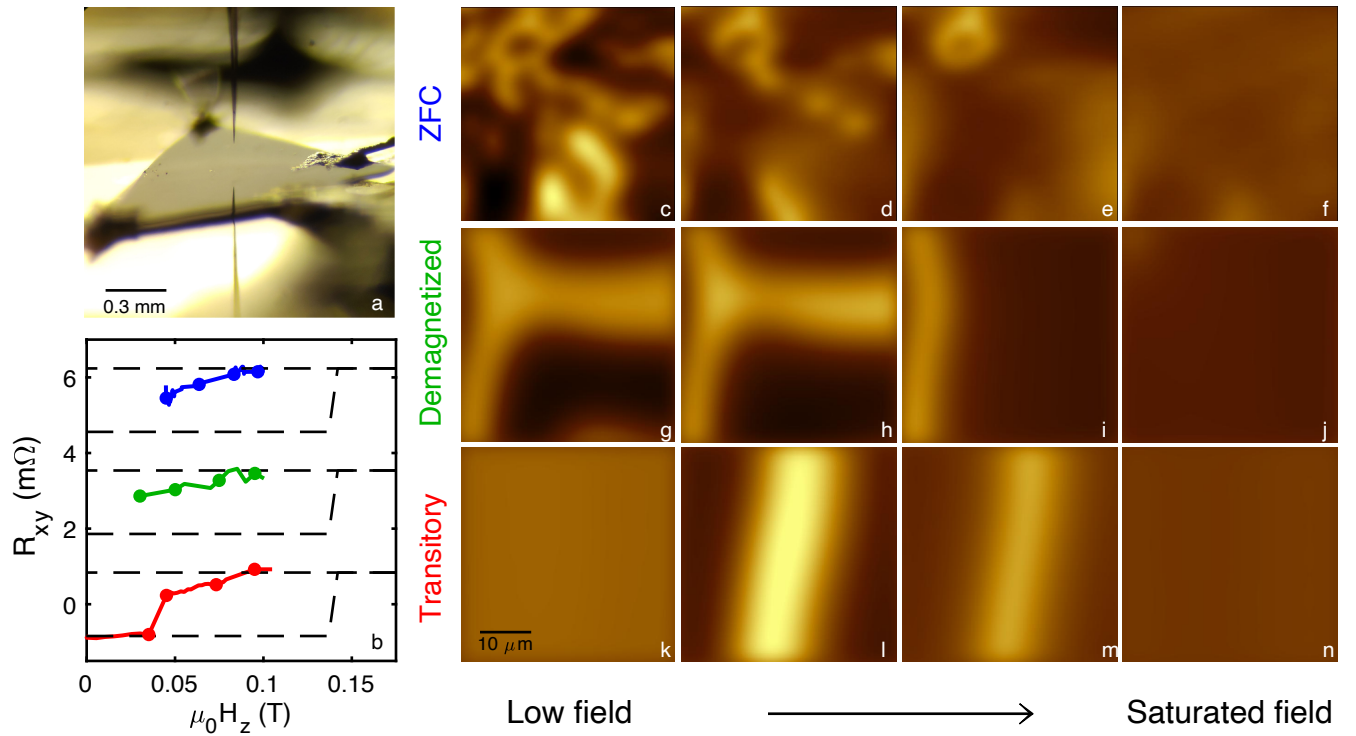 0.3 mm
a
6
4
2
0
R_xy (mΩ)
b
0
0.05
0.1
0.15
μ₀H_z (T)
ZFC
c
d
e
f
Demagnetized
g
h
i
j
Transitory
10 μm
k
l
m
n
Low field
Saturated field